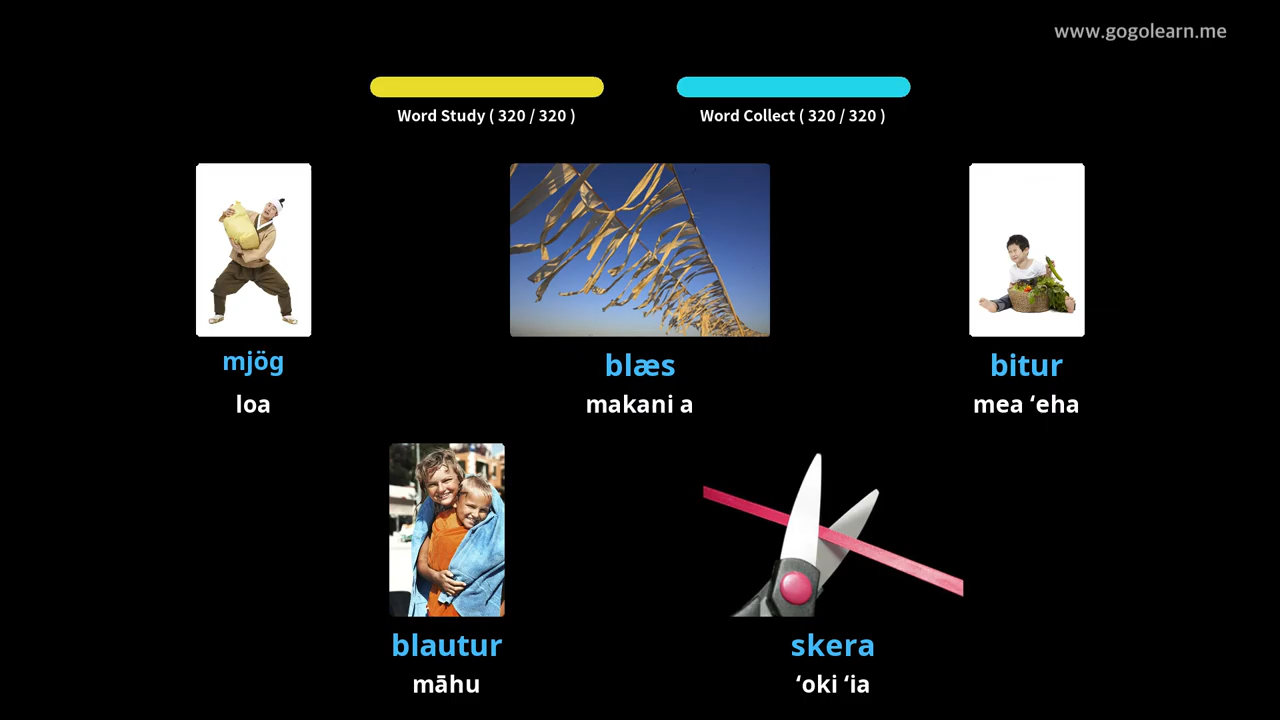 www.gogolearn.me
Word Study ( 320 / 320 )
Word Collect ( 320 / 320 )
mjög
loa
blæs
makani a
bitur
mea ʻeha
blautur
māhu
skera
ʻoki ʻia